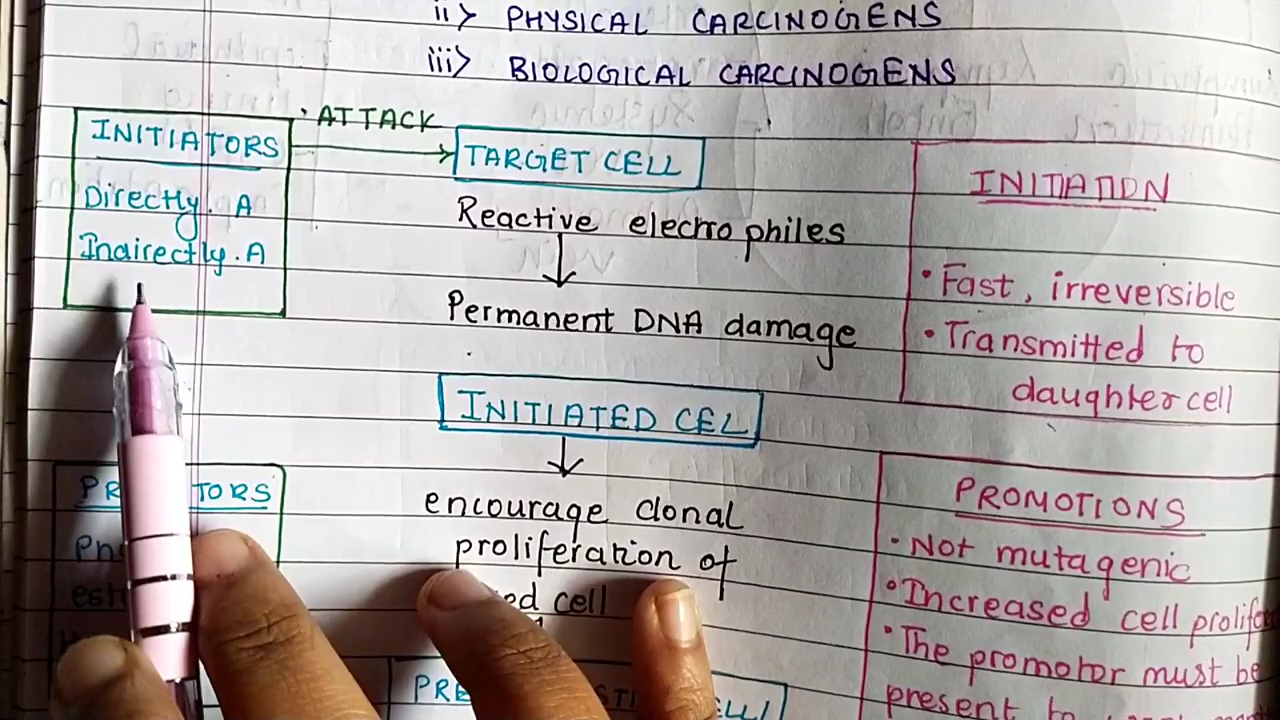 ii> PHYSICAL CARCINOGENS
iii> BIOLOGICAL CARCINOGENS
INITIATORS
Directly. A
Indirectly. A
• ATTACK
TARGET CELL
Reactive electrophiles
Permanent DNA damage
INITIATION
• Fast, irreversible
• Transmitted to
daughter cell
INITIATED CELL
encourage clonal
proliferation of
cell
PROMOTIONS
• Not mutagenic
• Increased cell
• The promotor must be
present to